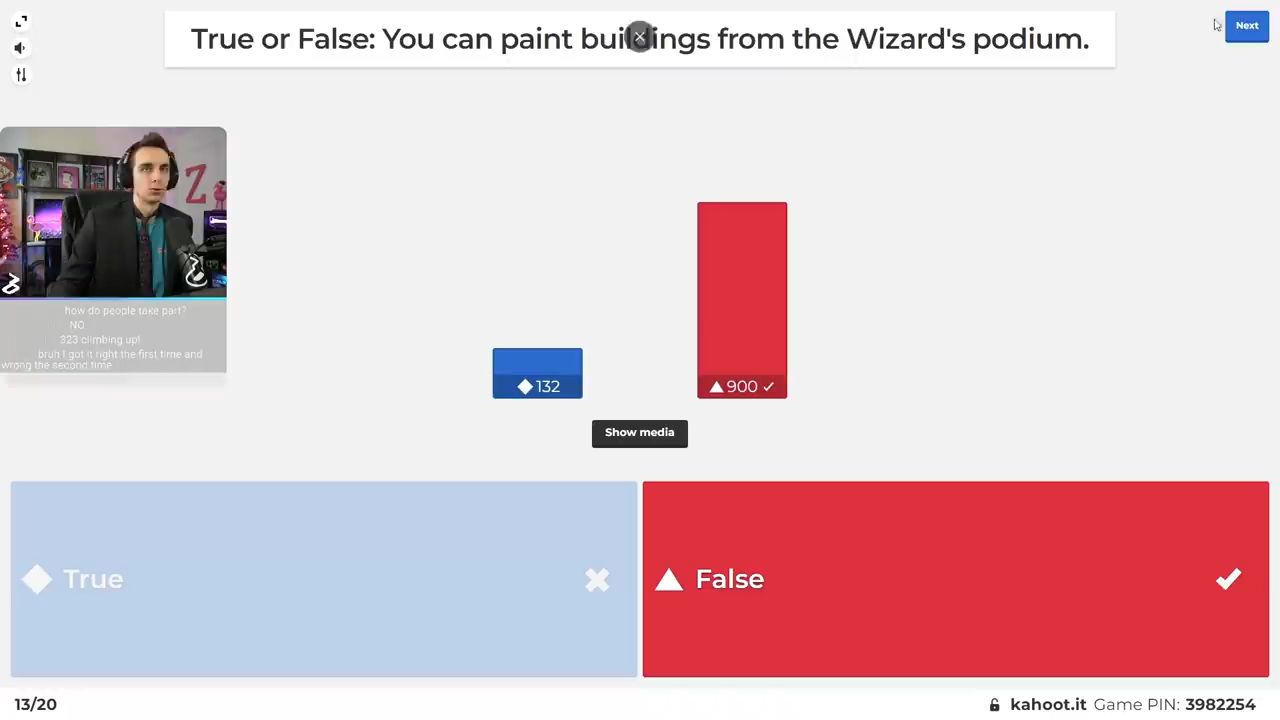 True or False: You can paint buildings from the Wizard's podium.
Next
Z
how do people take part?
NO
323 climbing up!
bruh I got it right the first time and
wrong the second time
132
900
Show media
True
False
13/20
kahoot.it Game PIN: 3982254